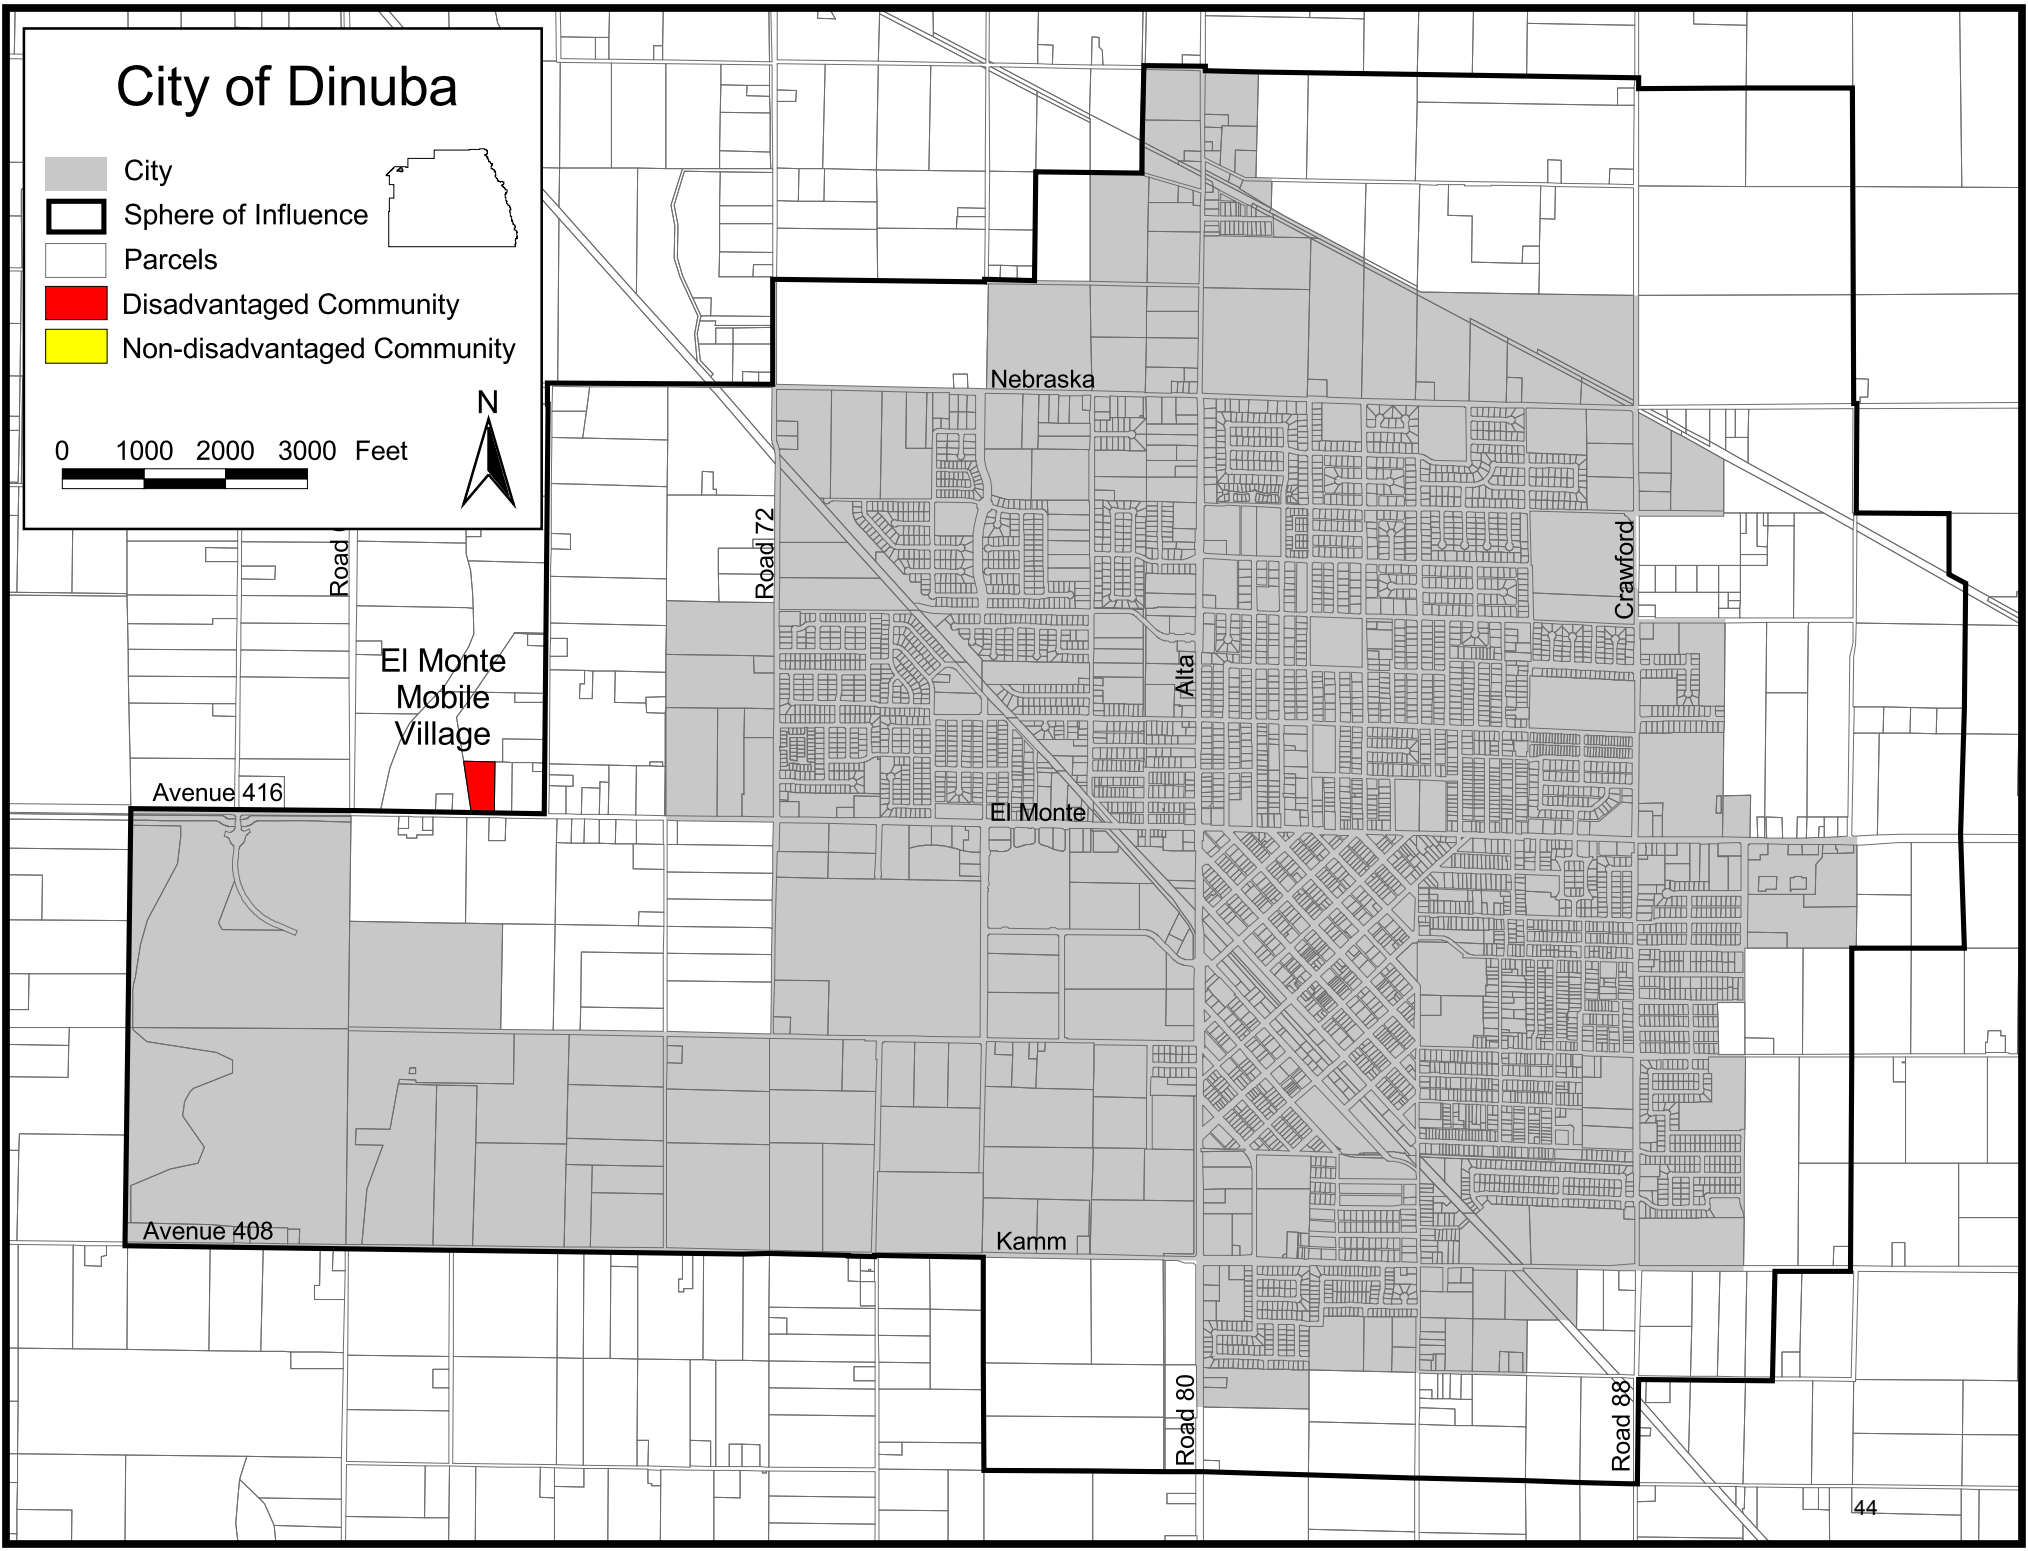 City of Dinuba
City
Sphere of Influence
Parcels
Disadvantaged Community
Non-disadvantaged Community
N
0 1000 2000 3000 Feet
Nebraska
Road 72
Road
Crawford
El Monte
Mobile
Village
Alta
Avenue 416
El Monte
Avenue 408
Kamm
Road 80
Road 88
44